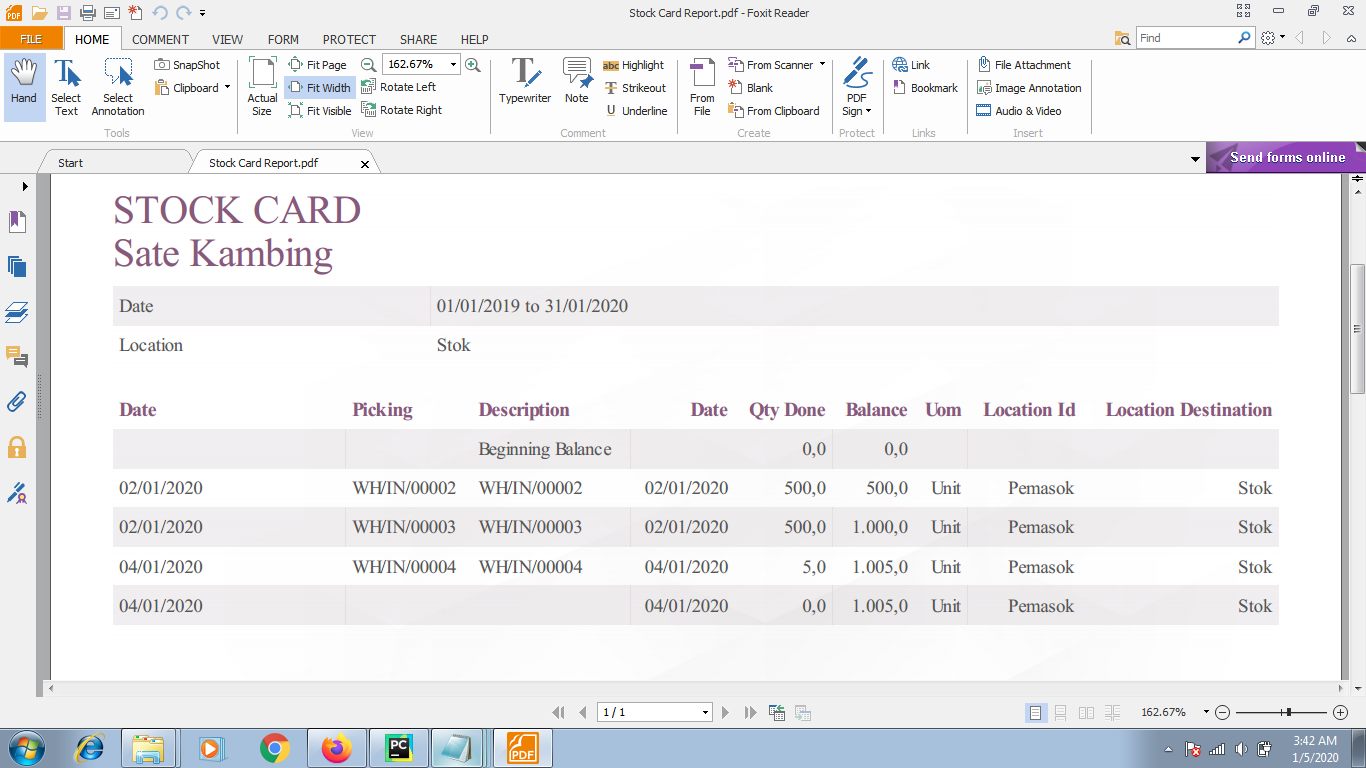 Stock Card Report.pdf - Foxit Reader
FILE HOME COMMENT VIEW FORM PROTECT SHARE HELP Find
Hand
Select Text
Select Annotation
SnapShot
Clipboard
Tools
Actual Size
Fit Page
Fit Width
Fit Visible
162.67%
Rotate Left
Rotate Right
View
Typewriter
Note
abc Highlight
T Strikeout
U Underline
Comment
From File
From Scanner
Blank
From Clipboard
Create
PDF Sign
Protect
Link
Bookmark
Links
File Attachment
Image Annotation
Audio & Video
Insert
Start Stock Card Report.pdf Send forms online
STOCK CARD
Sate Kambing
Date 01/01/2019 to 31/01/2020
Location Stok
Date Picking Description Date Qty Done Balance Uom Location Id Location Destination
Beginning Balance 0,0 0,0
02/01/2020 WH/IN/00002 WH/IN/00002 02/01/2020 500,0 500,0 Unit Pemasok Stok
02/01/2020 WH/IN/00003 WH/IN/00003 02/01/2020 500,0 1.000,0 Unit Pemasok Stok
04/01/2020 WH/IN/00004 WH/IN/00004 04/01/2020 5,0 1.005,0 Unit Pemasok Stok
04/01/2020 04/01/2020 0,0 1.005,0 Unit Pemasok Stok
1 / 1 162.67%
PC PDF
3:42 AM
1/5/2020